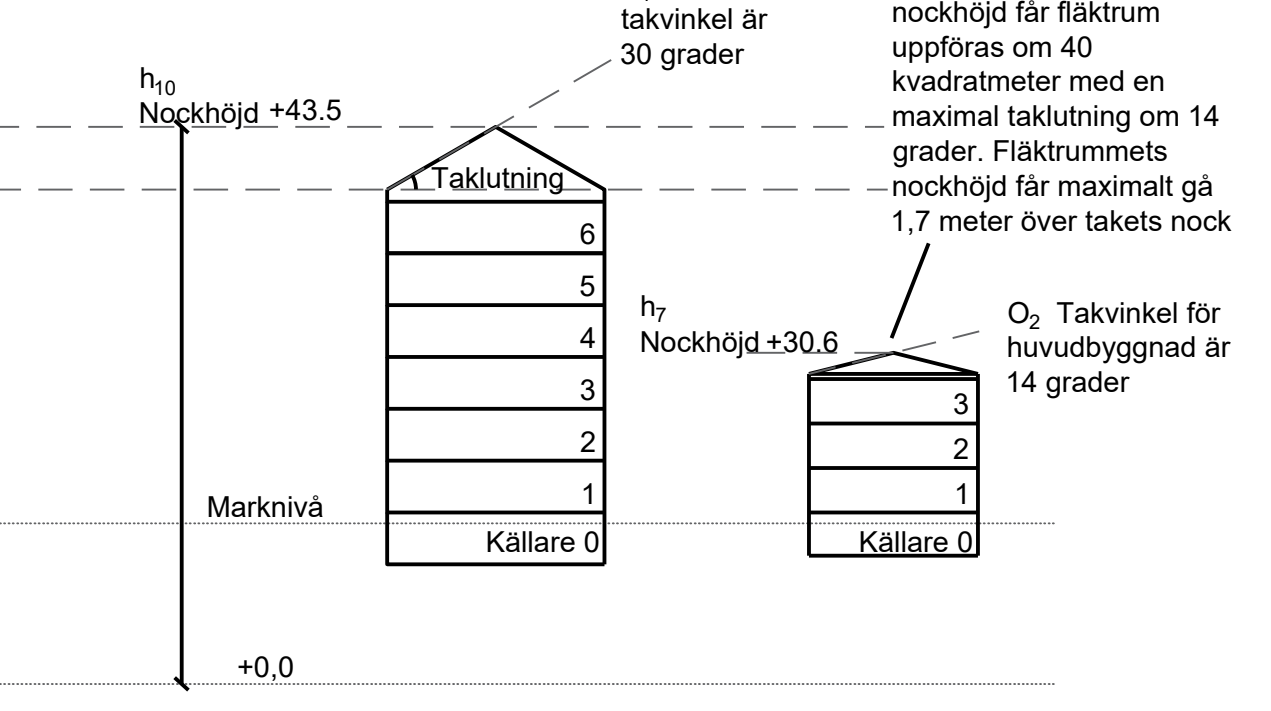 takvinkel är
30 grader
nockhöjd får fläktrum
uppföras om 40
kvadratmeter med en
maximal taklutning om 14
grader. Fläktrummets
nockhöjd får maximalt gå
1,7 meter över takets nock
h10
Nockhöjd +43.5
Taklutning
6
5
4
3
2
1
Källare 0
h7
Nockhöjd +30.6
O2 Takvinkel för
huvudbyggnad är
14 grader
3
2
1
Källare 0
Marknivå
+0,0